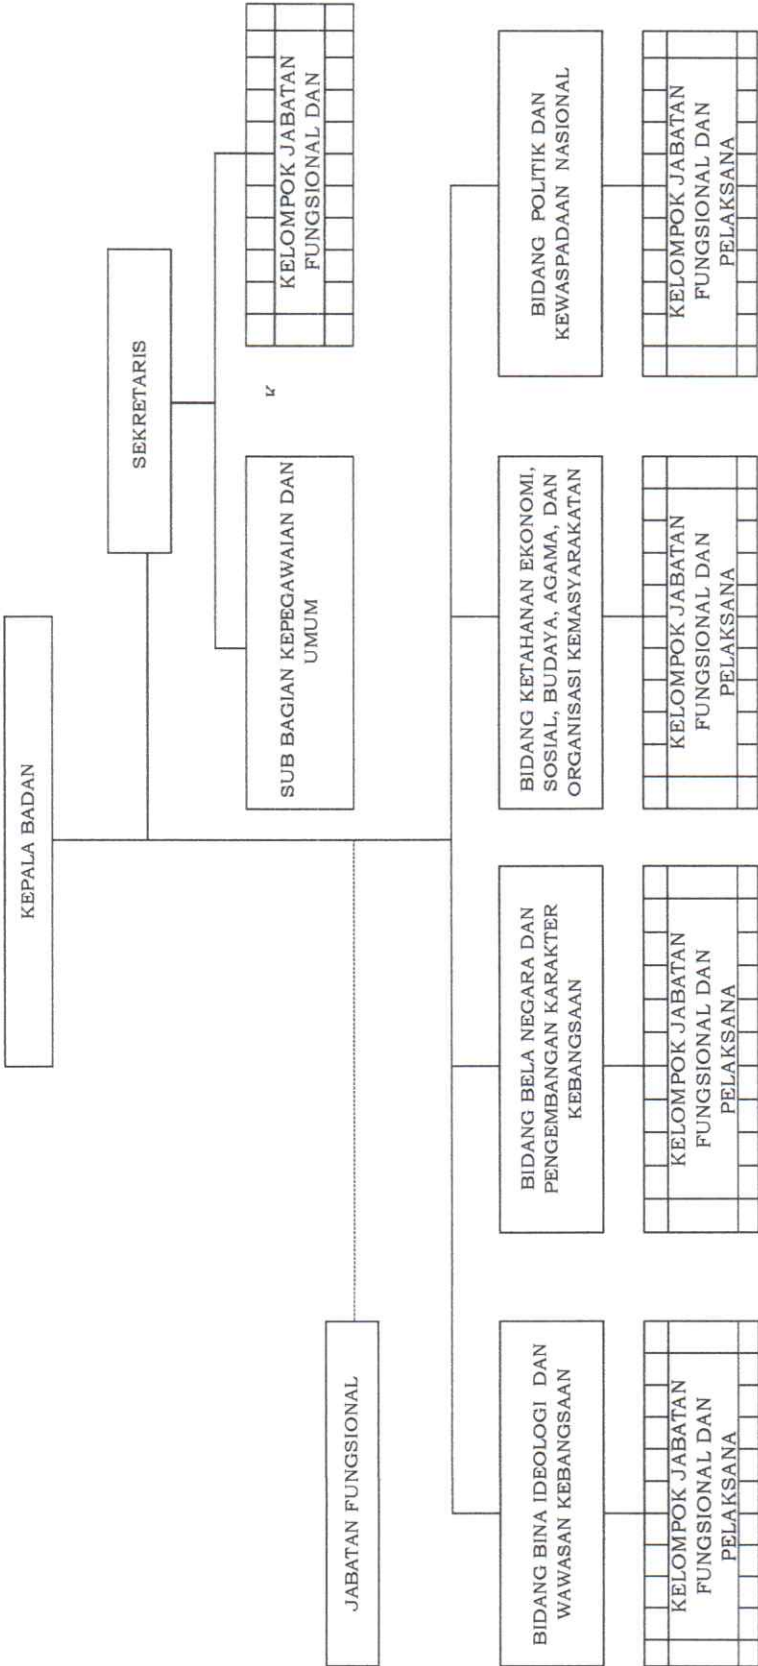 KEPALA BADAN
SEKRETARIS
SUB BAGIAN KEPEGAWAIAN DAN
UMUM
KELOMPOK JABATAN
FUNGSIONAL DAN
JABATAN FUNGSIONAL
BIDANG BINA IDEOLOGI DAN
WAWASAN KEBANGSAAN
BIDANG BELA NEGARA DAN
PENGEMBANGAN KARAKTER
KEBANGSAAN
BIDANG KETAHANAN EKONOMI,
SOSIAL, BUDAYA, AGAMA, DAN
ORGANISASI KEMASYARAKATAN
BIDANG POLITIK DAN
KEWASPADAAN NASIONAL
KELOMPOK JABATAN
FUNGSIONAL DAN
PELAKSANA
KELOMPOK JABATAN
FUNGSIONAL DAN
PELAKSANA
KELOMPOK JABATAN
FUNGSIONAL DAN
PELAKSANA
KELOMPOK JABATAN
FUNGSIONAL DAN
PELAKSANA